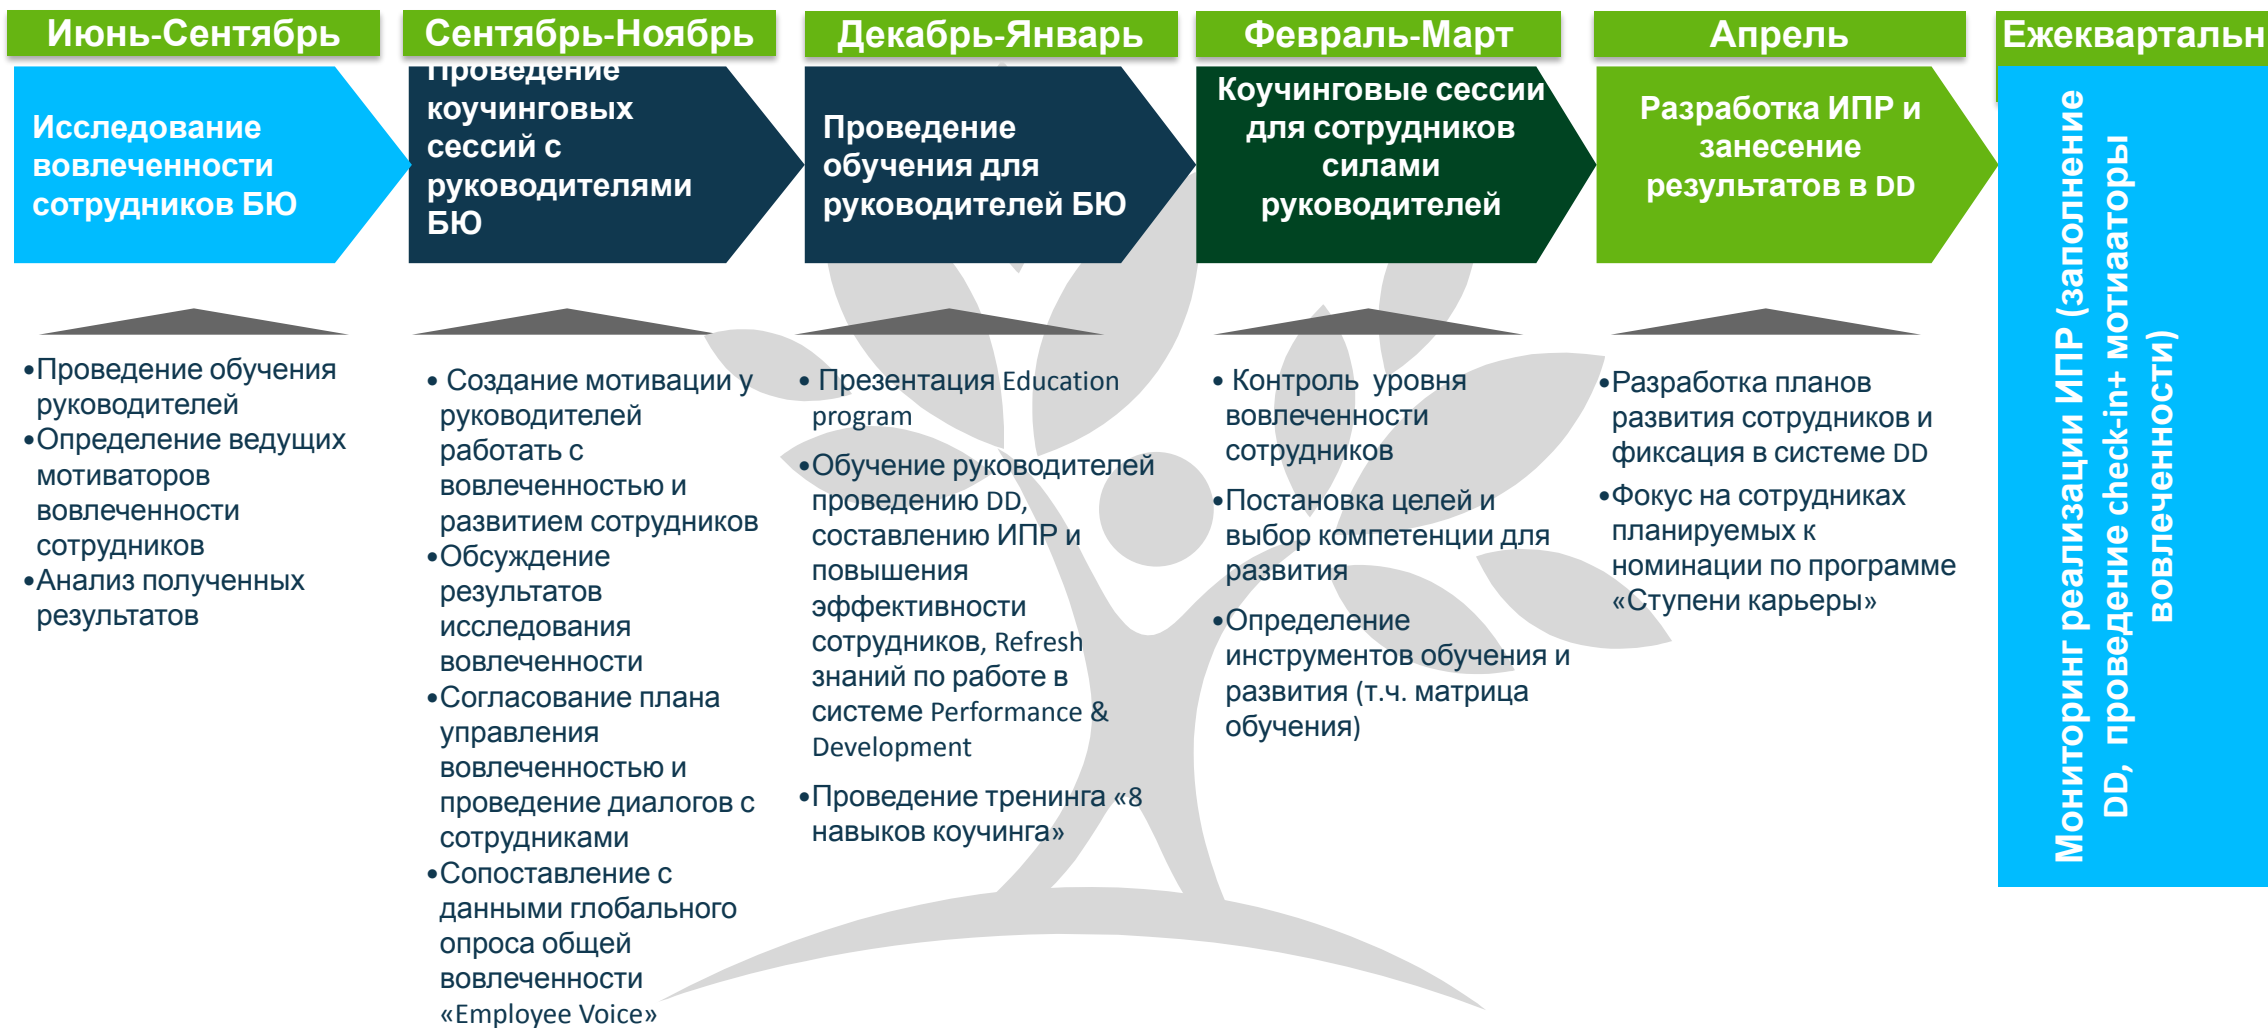 Июнь-Сентябрь
Исследование
вовлеченности
сотрудников БЮ
•Проведение обучения
руководителей
•Определение ведущих
мотиваторов
вовлеченности
сотрудников
•Анализ полученных
результатов
Сентябрь-Ноябрь
Проведение
коучинговых
сессий с
руководителями
БЮ
• Создание мотивации у
руководителей
работать с
вовлеченностью и
развитием сотрудников
•Обсуждение
результатов
исследования
вовлеченности
•Согласование плана
управления
вовлеченностью и
проведение диалогов с
сотрудниками
•Сопоставление с
данными глобального
опроса общей
вовлеченности
«Employee Voice»
Декабрь-Январь
Проведение
обучения для
руководителей БЮ
• Презентация Education
program
•Обучение руководителей
проведению DD,
составлению ИПР и
повышения
эффективности
сотрудников, Refresh
знаний по работе в
системе Performance &
Development
•Проведение тренинга «8
навыков коучинга»
Февраль-Март
Коучинговые сессии
для сотрудников
силами
руководителей
• Контроль уровня
вовлеченности
сотрудников
•Постановка целей и
выбор компетенции для
развития
•Определение
инструментов обучения и
развития (т.ч. матрица
обучения)
Апрель
Разработка ИПР и
занесение
результатов в DD
•Разработка планов
развития сотрудников и
фиксация в системе DD
•Фокус на сотрудниках
планируемых к
номинации по программе
«Ступени карьеры»
Ежеквартальн
Мониторинг реализации ИПР (заполнение
DD, проведение check-in+ мотиааторы
вовлеченности)